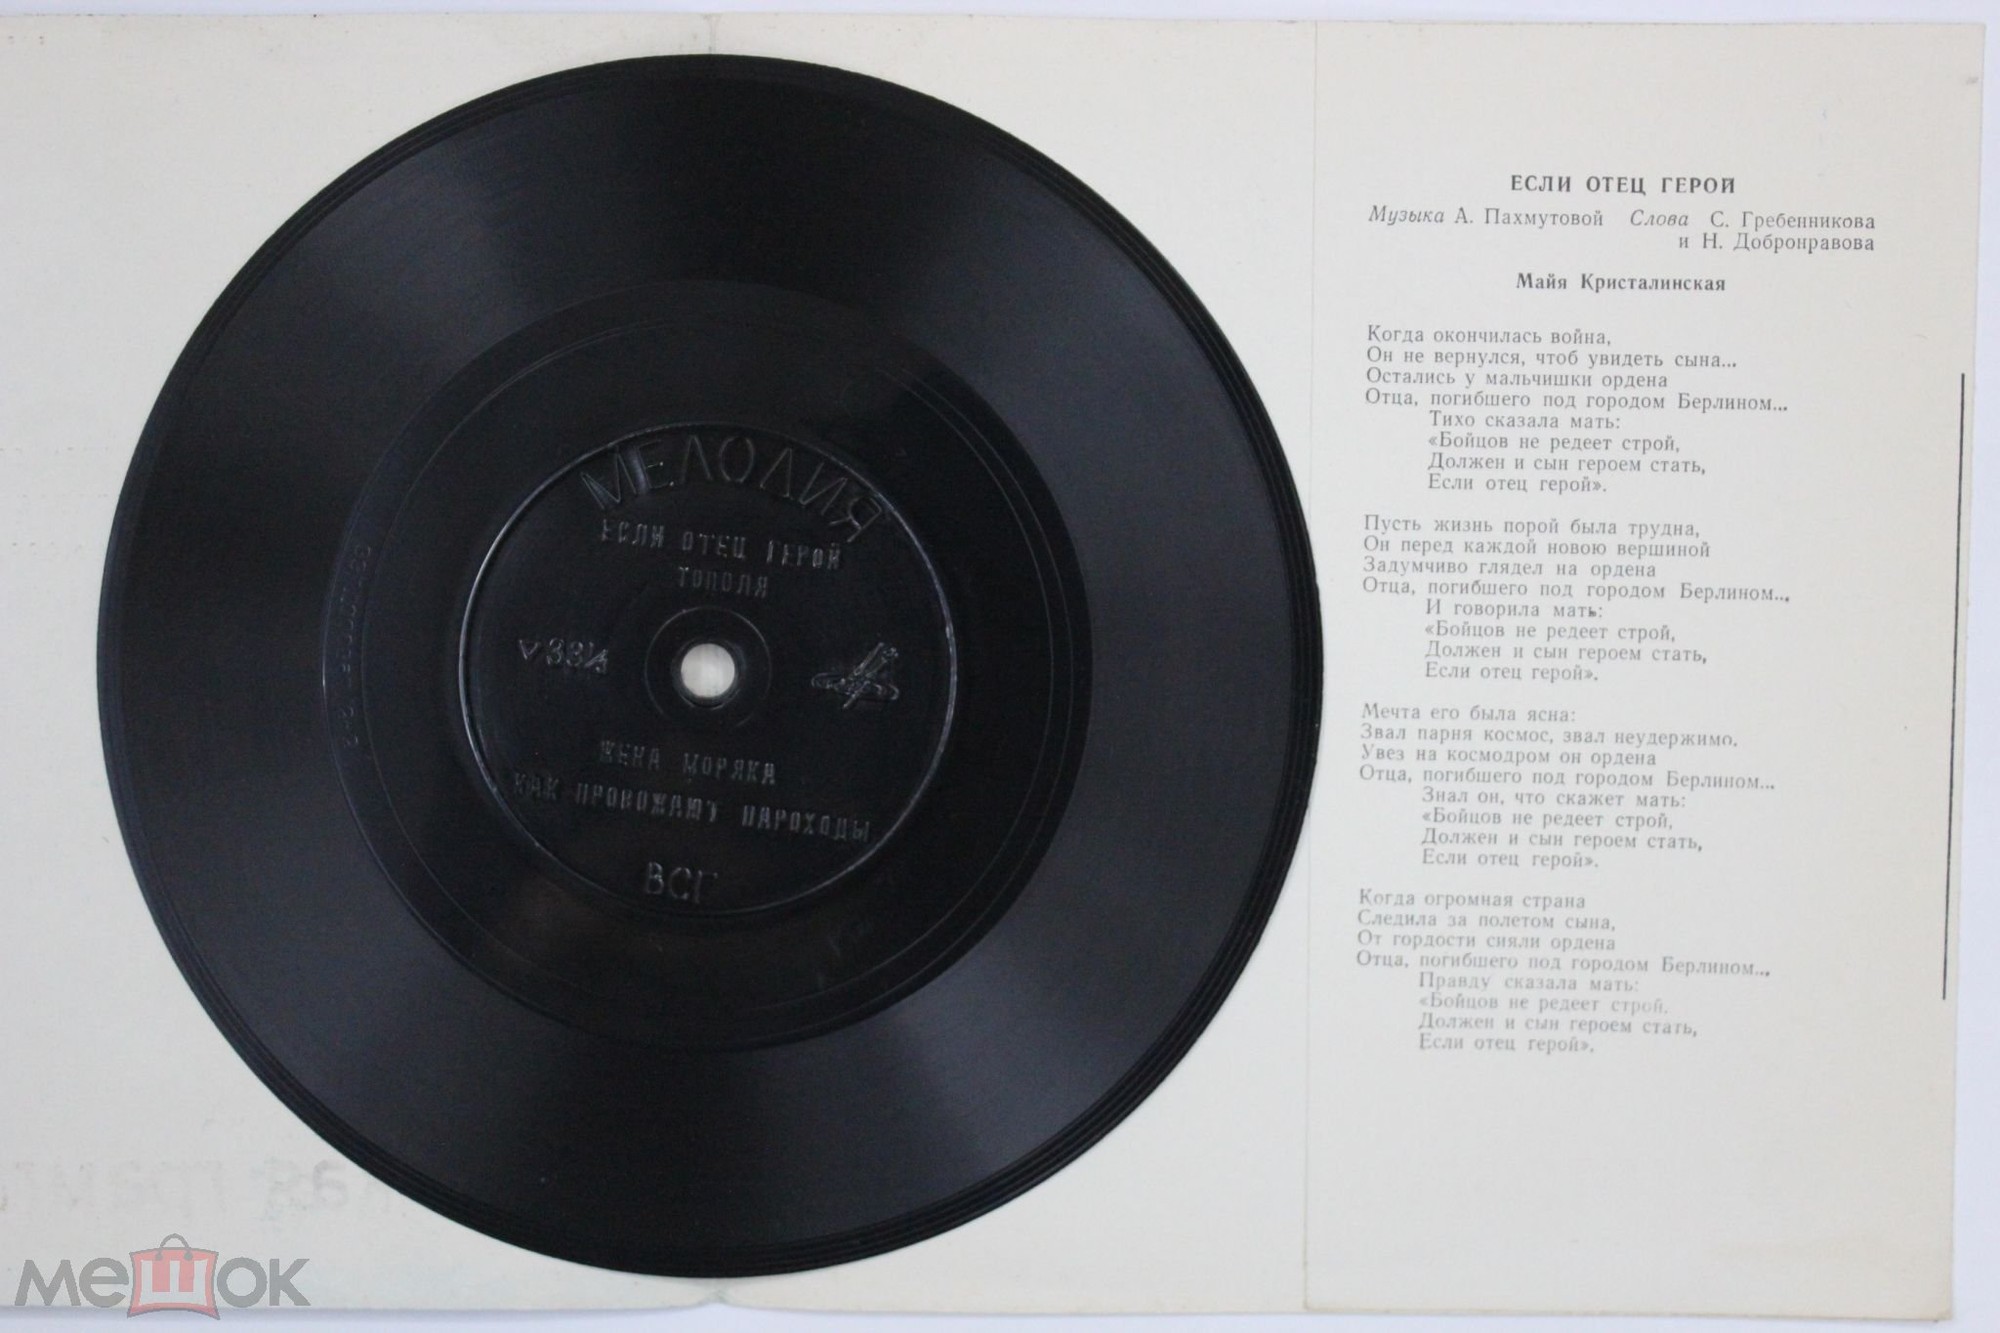 МЕЛОДИЯ
ЕСЛИ ОТЕЦ ГЕРОЙ
ТОПОЛЯ
▽33⅓
ЖЕНА МОРЯКА
КАК ПРОВОЖАЮТ ПАРОХОДЫ
ВСГ
ЕСЛИ ОТЕЦ ГЕРОЙ
Музыка А. Пахмутовой Слова С. Гребенникова
и Н. Добронравова
Майя Кристалинская
Когда окончилась война,
Он не вернулся, чтоб увидеть сына...
Остались у мальчишки ордена
Отца, погибшего под городом Берлином...
Тихо сказала мать:
«Бойцов не редеет строй,
Должен и сын героем стать,
Если отец герой».
Пусть жизнь порой была трудна,
Он перед каждой новою вершиной
Задумчиво глядел на ордена
Отца, погибшего под городом Берлином...
И говорила мать:
«Бойцов не редеет строй,
Должен и сын героем стать,
Если отец герой».
Мечта его была ясна:
Звал парня космос, звал неудержимо.
Увез на космодром он ордена
Отца, погибшего под городом Берлином...
Знал он, что скажет мать:
«Бойцов не редеет строй,
Должен и сын героем стать,
Если отец герой».
Когда огромная страна
Следила за полетом сына,
От гордости сияли ордена
Отца, погибшего под городом Берлином...
Правду сказала мать:
«Бойцов не редеет строй,
Должен и сын героем стать,
Если отец герой».
мешок